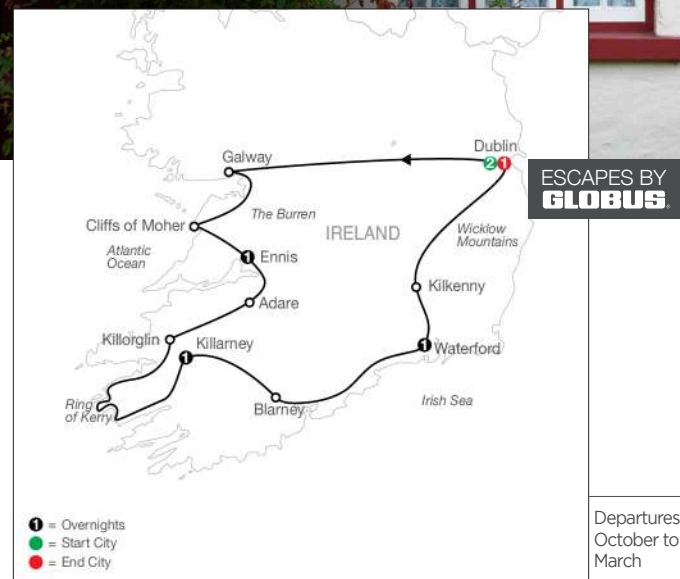 Dublin
2 1
Galway
ESCAPES BY
GLOBUS.
The Burren
Cliffs of Moher
IRELAND
Wicklow
Mountains
Atlantic
Ocean
1 Ennis
Kilkenny
Adare
Killorglin
Killarney
1
1 Waterford
Ring
of Kerry
Blarney
Irish Sea
1 = Overnights
= Start City
= End City
Departures
October to
March